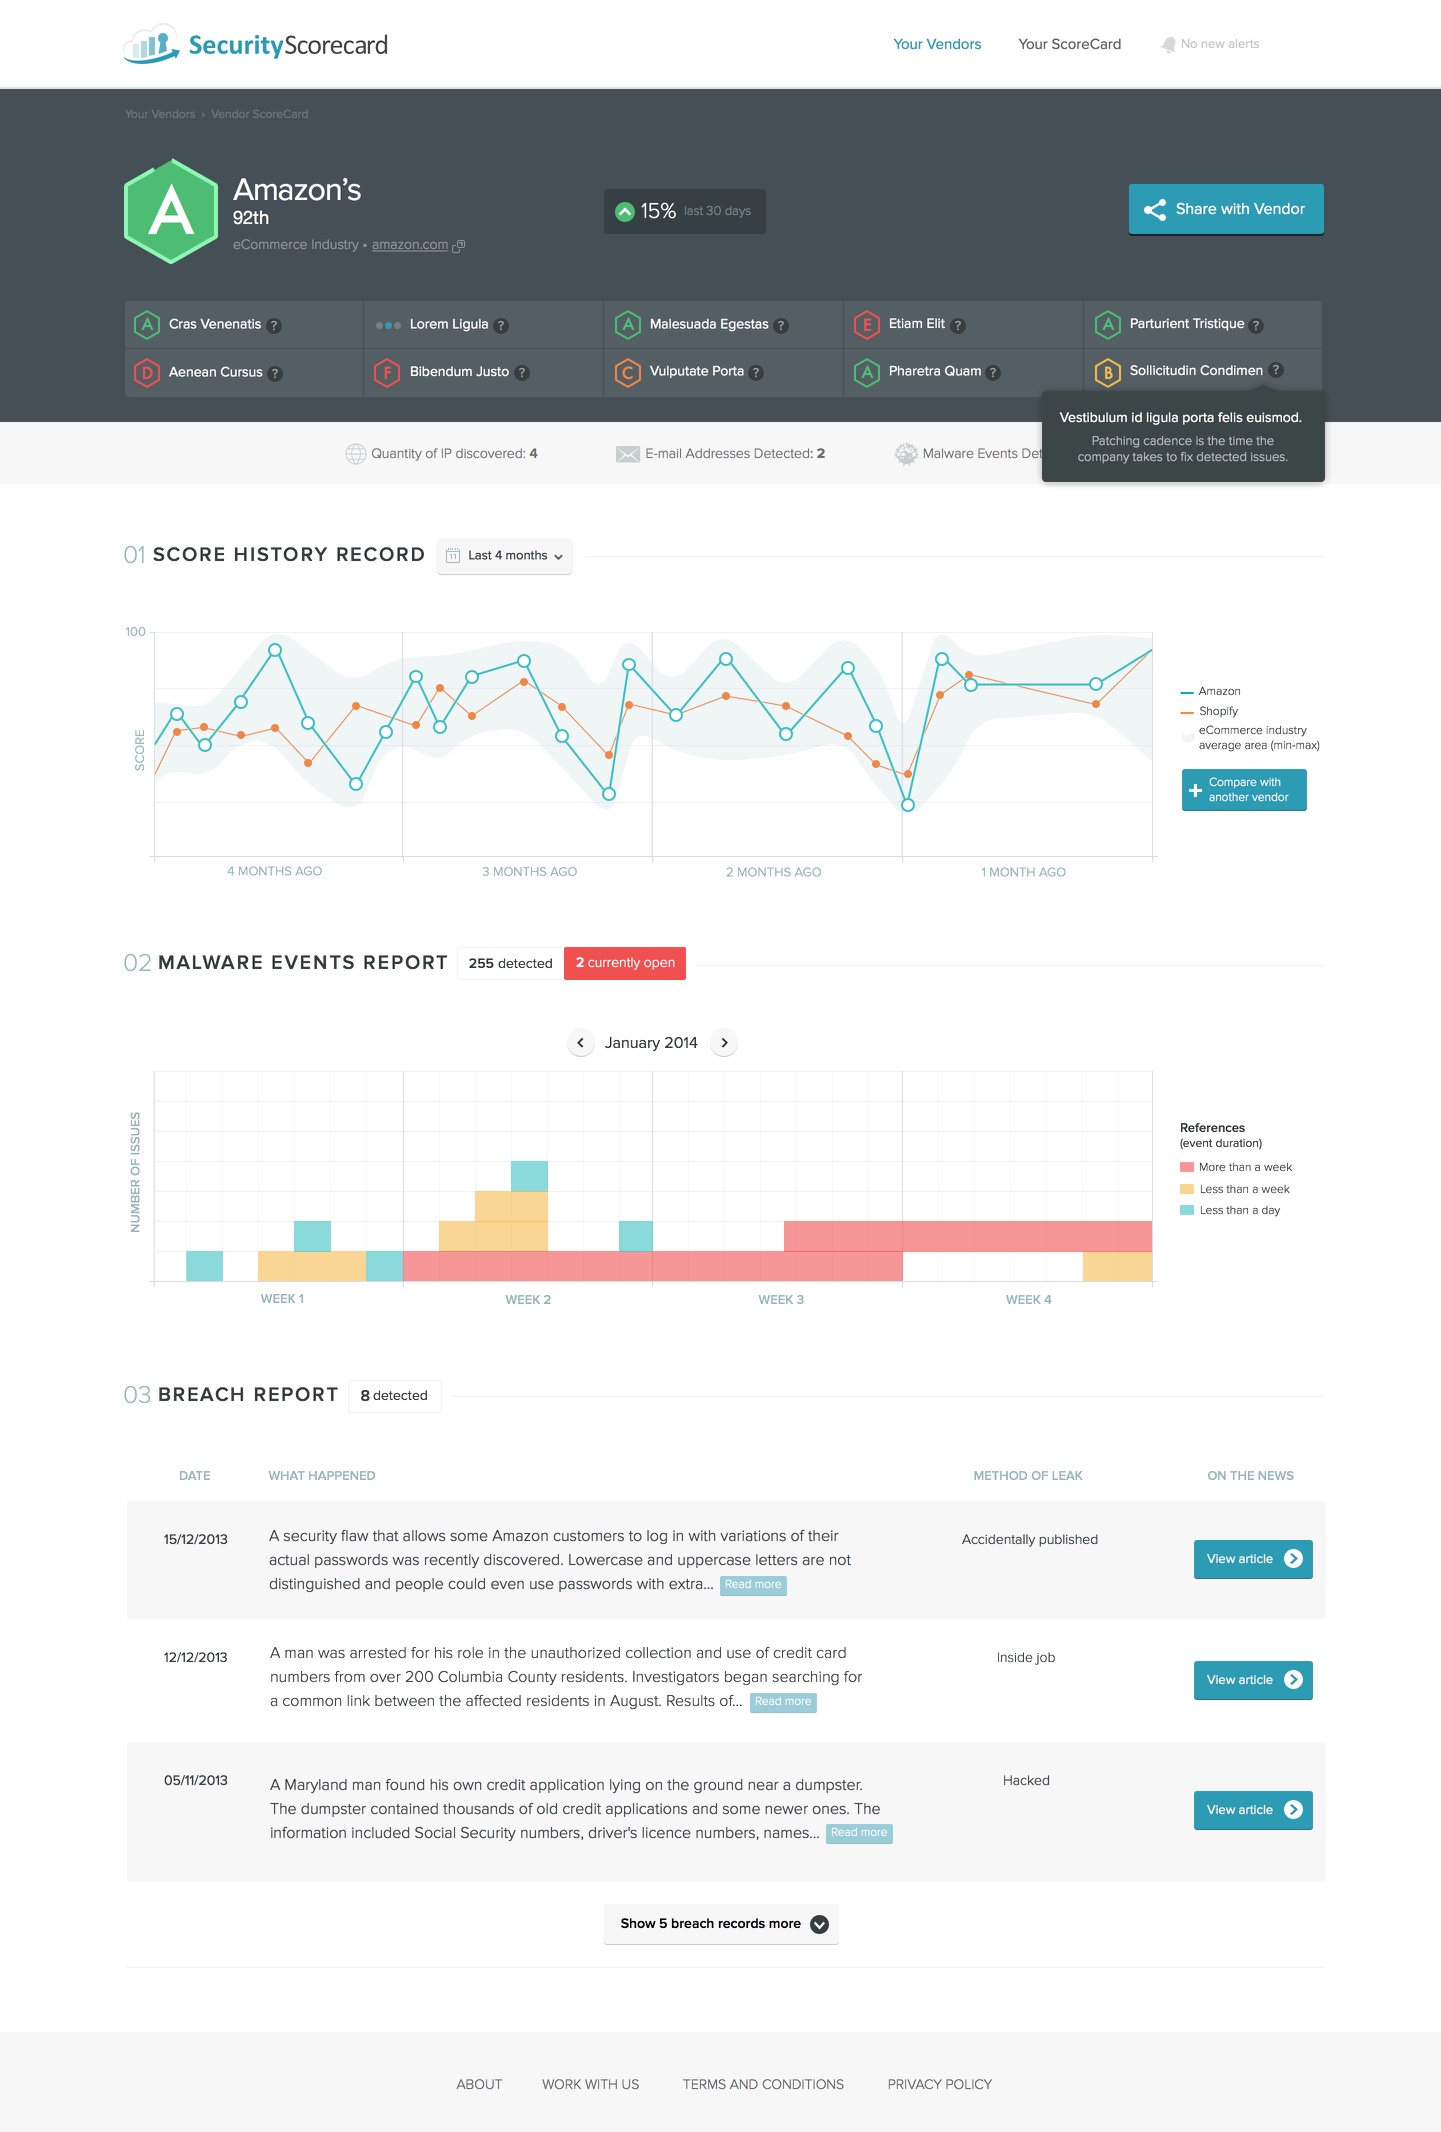 SecurityScorecard
Your Vendors
Your ScoreCard
No new alerts
Your Vendors › Vendor ScoreCard
A
Amazon's
92th
eCommerce Industry • amazon.com
15% last 30 days
Share with Vendor
A Cras Venenatis ?
Lorem Ligula ?
A Malesuada Egestas ?
E Etiam Elit ?
A Parturient Tristique ?
D Aenean Cursus ?
F Bibendum Justo ?
C Vulputate Porta ?
A Pharetra Quam ?
B Sollicitudin Condimen ?
Vestibulum id ligula porta felis euismod.
Patching cadence is the time the
company takes to fix detected issues.
Quantity of IP discovered: 4
E-mail Addresses Detected: 2
Malware Events Det
01 SCORE HISTORY RECORD
11 Last 4 months
100
SCORE
4 MONTHS AGO
3 MONTHS AGO
2 MONTHS AGO
1 MONTH AGO
Amazon
Shopify
eCommerce industry
average area (min-max)
+ Compare with
another vendor
02 MALWARE EVENTS REPORT
255 detected
2 currently open
January 2014
NUMBER OF ISSUES
WEEK 1
WEEK 2
WEEK 3
WEEK 4
References
(event duration)
More than a week
Less than a week
Less than a day
03 BREACH REPORT
8 detected
DATE
WHAT HAPPENED
METHOD OF LEAK
ON THE NEWS
15/12/2013
A security flaw that allows some Amazon customers to log in with variations of their
actual passwords was recently discovered. Lowercase and uppercase letters are not
distinguished and people could even use passwords with extra... Read more
Accidentally published
View article
12/12/2013
A man was arrested for his role in the unauthorized collection and use of credit card
numbers from over 200 Columbia County residents. Investigators began searching for
a common link between the affected residents in August. Results of... Read more
Inside job
View article
05/11/2013
A Maryland man found his own credit application lying on the ground near a dumpster.
The dumpster contained thousands of old credit applications and some newer ones. The
information included Social Security numbers, driver's licence numbers, names... Read more
Hacked
View article
Show 5 breach records more
ABOUT
WORK WITH US
TERMS AND CONDITIONS
PRIVACY POLICY